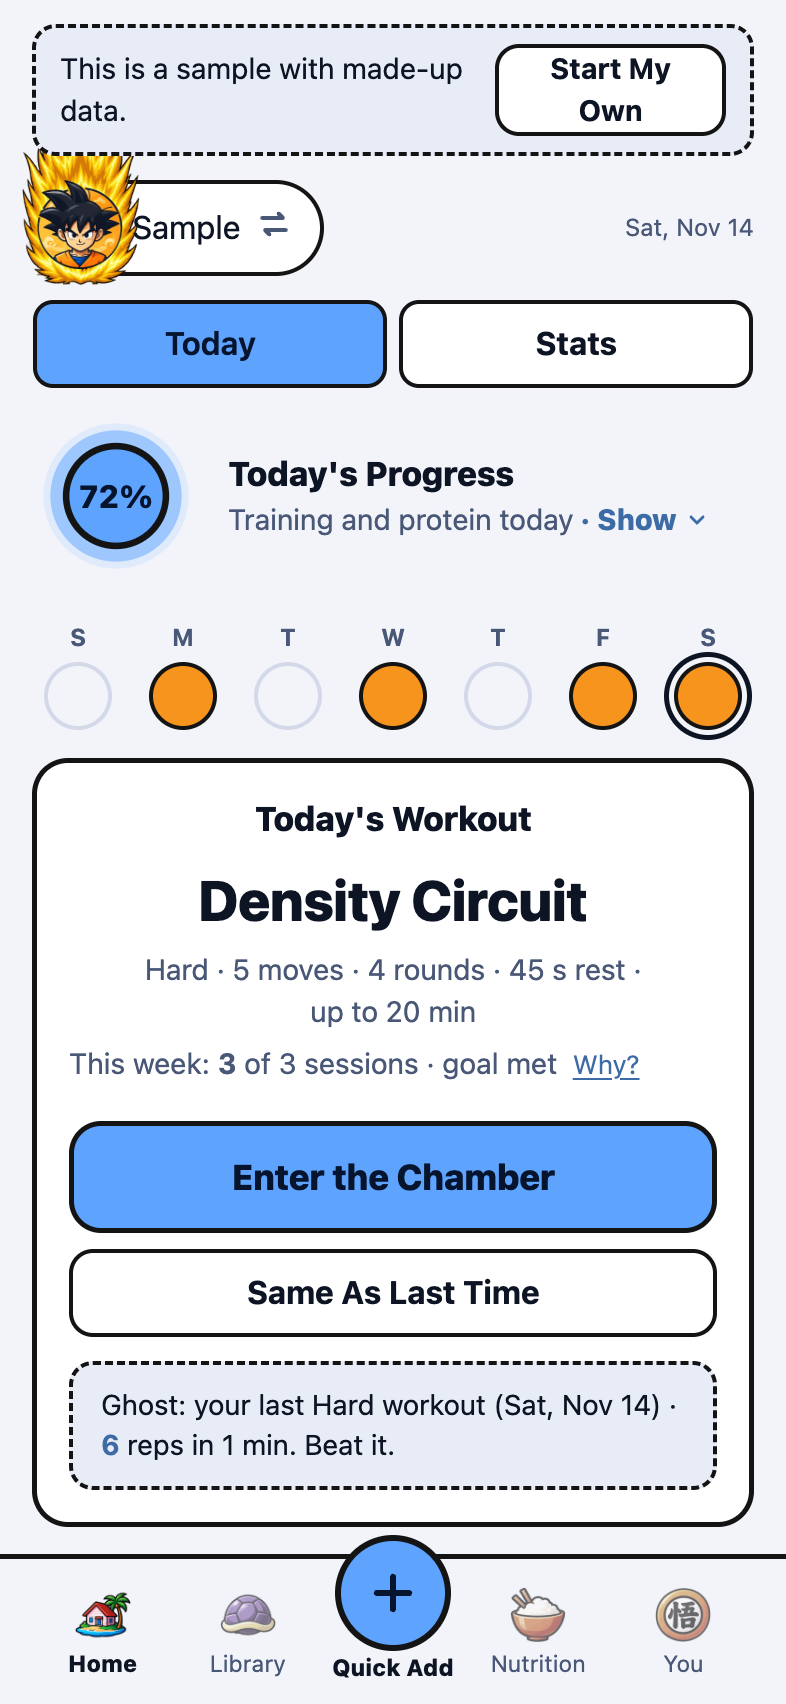 This is a sample with made-up
data.
Start My
Own
Sample
Sat, Nov 14
Today
Stats
72%
Today's Progress
Training and protein today · Show
S M T W T F S
Today's Workout
Density Circuit
Hard · 5 moves · 4 rounds · 45 s rest ·
up to 20 min
This week: 3 of 3 sessions · goal met Why?
Enter the Chamber
Same As Last Time
Ghost: your last Hard workout (Sat, Nov 14) ·
6 reps in 1 min. Beat it.
悟
Home
Library
Quick Add
Nutrition
You